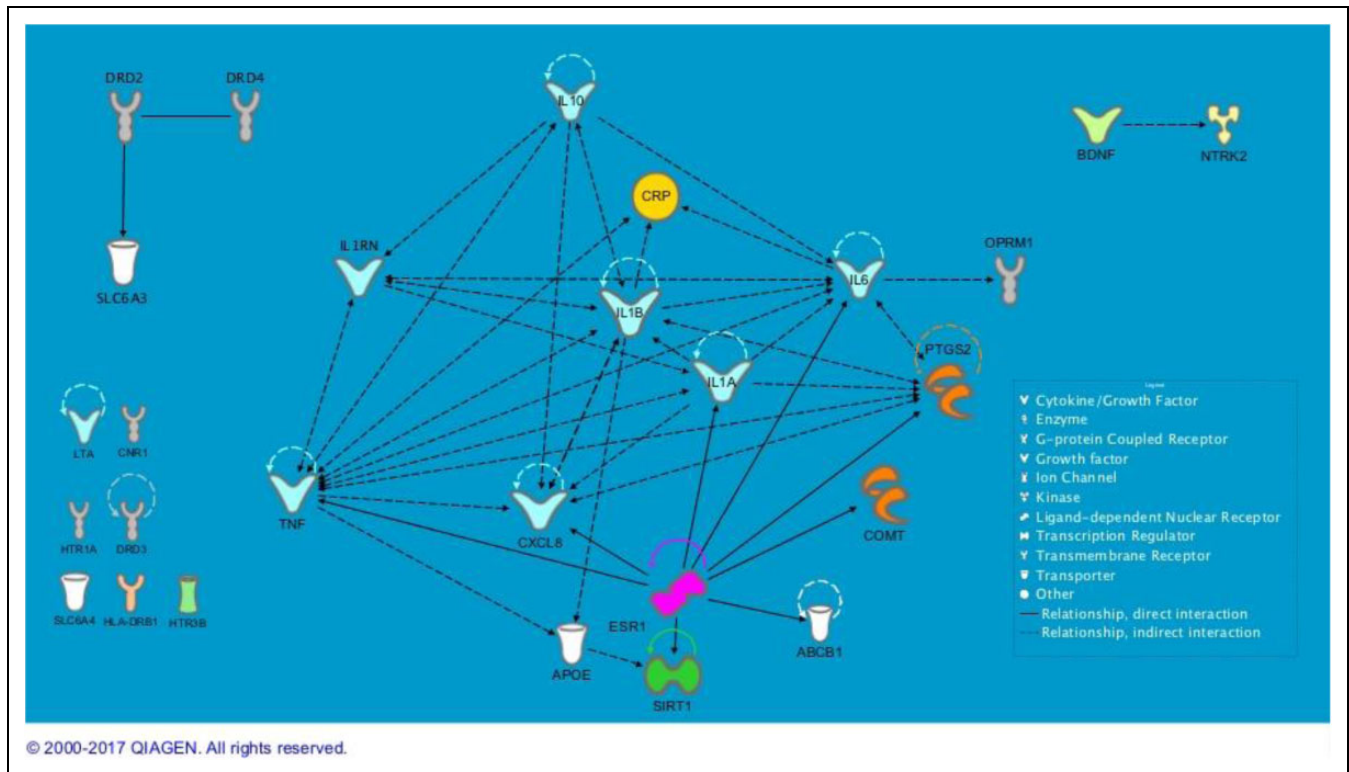 DRD2
DRD4
IL10
BDNF
NTRK2
CRP
IL1RN
IL6
OPRM1
SLC6A3
IL1B
PTGS2
IL1A
LTA
CNR1
TNF
CXCL8
COMT
HTR1A
DRD3
SLC6A4
HLA-DRB1
HTR3B
ESR1
ABCB1
APOE
SIRT1
Cytokine/Growth Factor
Enzyme
G-protein Coupled Receptor
Growth factor
Ion Channel
Kinase
Ligand-dependent Nuclear Receptor
Transcription Regulator
Transmembrane Receptor
Transporter
Other
Relationship, direct interaction
Relationship, indirect interaction
© 2000-2017 QIAGEN. All rights reserved.